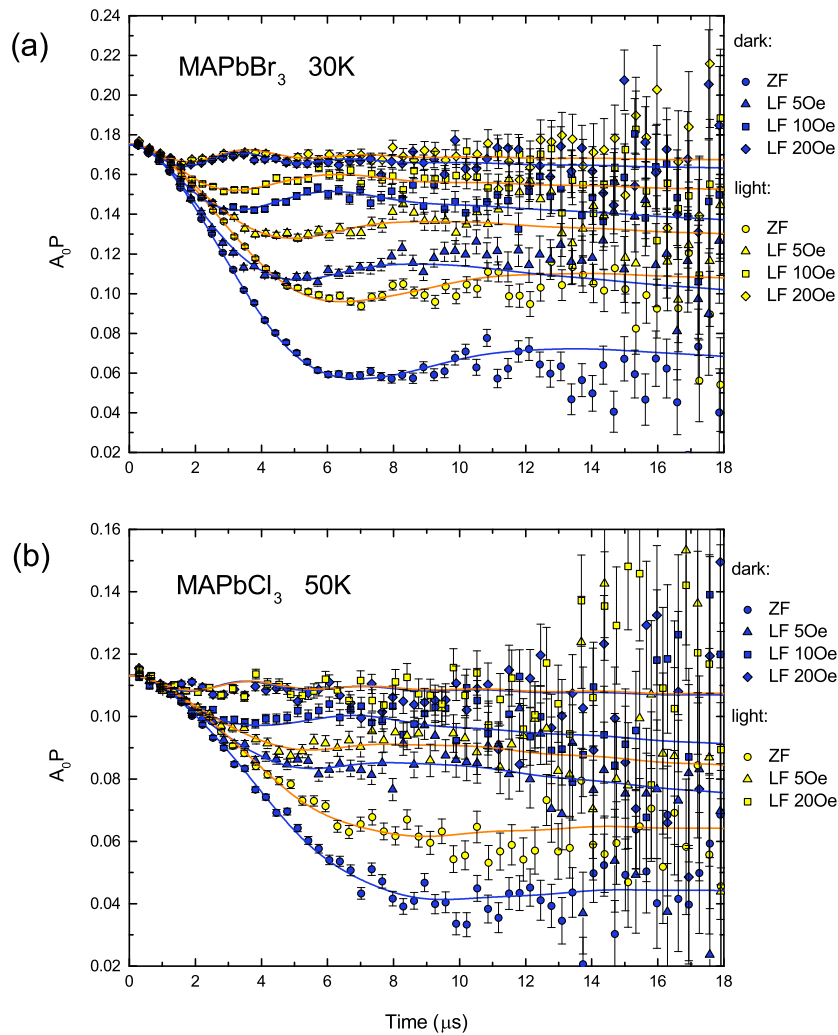 (a)
MAPbBr₃ 30K
A₀P
0.24
0.22
0.20
0.18
0.16
0.14
0.12
0.10
0.08
0.06
0.04
0.02
0 2 4 6 8 10 12 14 16 18
dark:
ZF
LF 5Oe
LF 10Oe
LF 20Oe
light:
ZF
LF 5Oe
LF 10Oe
LF 20Oe
(b)
MAPbCl₃ 50K
A₀P
0.16
0.14
0.12
0.10
0.08
0.06
0.04
0.02
0 2 4 6 8 10 12 14 16 18
Time (μs)
dark:
ZF
LF 5Oe
LF 10Oe
LF 20Oe
light:
ZF
LF 5Oe
LF 20Oe